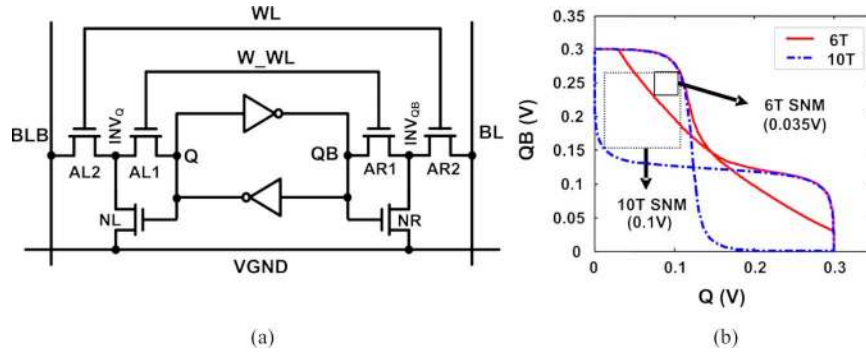 WL
W_WL
BLB
INVQ
INVQB
BL
Q
QB
AL2
AL1
AR1
AR2
NL
NR
VGND
(a)
(b)
0.35
0.3
0.25
0.2
0.15
0.1
0.05
0
QB (V)
6T
10T
6T SNM
(0.035V)
10T SNM
(0.1V)
0
0.1
0.2
0.3
Q (V)
(b)